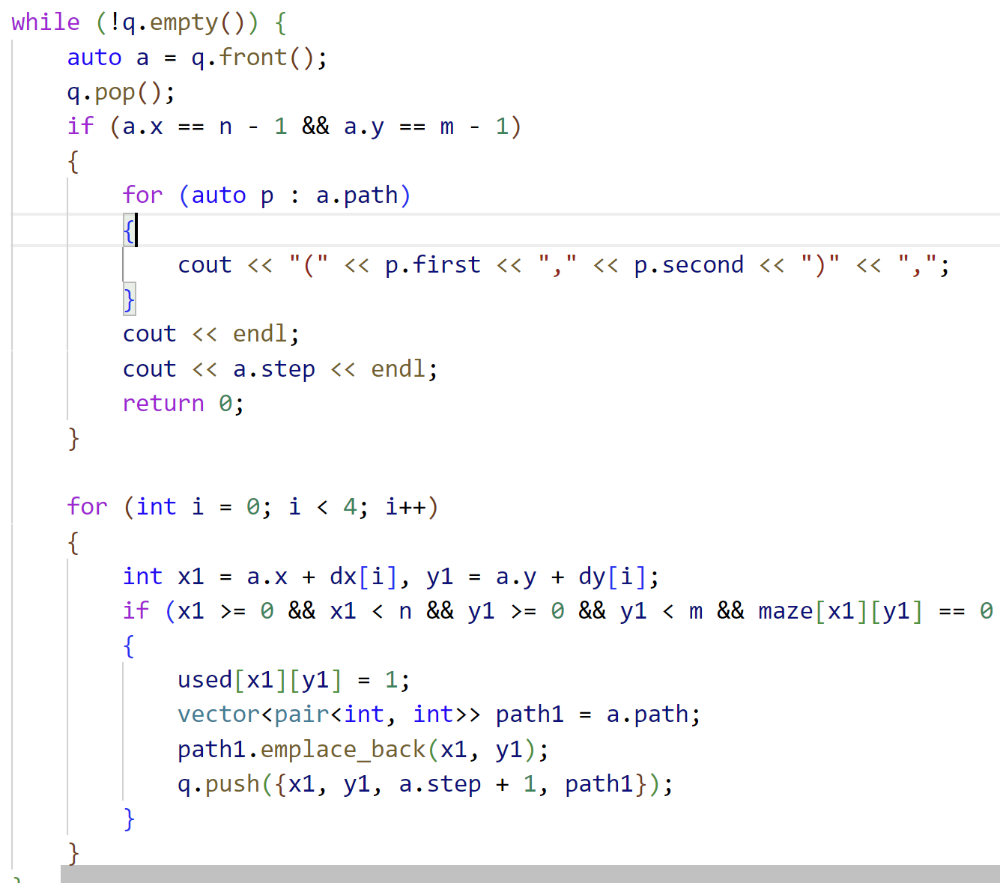 while (!q.empty()) {
auto a = q.front();
q.pop();
if (a.x == n - 1 && a.y == m - 1)
{
for (auto p : a.path)
{
cout << "(" << p.first << "," << p.second << ")" << ",";
}
cout << endl;
cout << a.step << endl;
return 0;
}
for (int i = 0; i < 4; i++)
{
int x1 = a.x + dx[i], y1 = a.y + dy[i];
if (x1 >= 0 && x1 < n && y1 >= 0 && y1 < m && maze[x1][y1] == 0
{
used[x1][y1] = 1;
vector<pair<int, int>> path1 = a.path;
path1.emplace_back(x1, y1);
q.push({x1, y1, a.step + 1, path1});
}
}
}